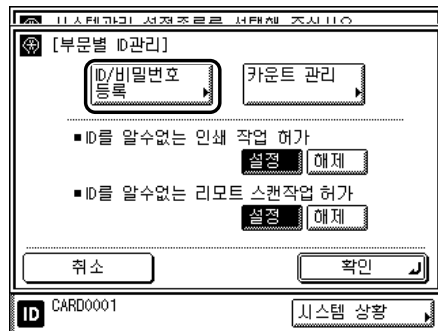 [부문별 ID관리]
ID/비밀번호 등록
카운트 관리
■ID를 알수없는 인쇄 작업 허가
설정 해제
■ID를 알수없는 리모트 스캔작업 허가
설정 해제
취소 확인
ID CARD0001 시스템 상황